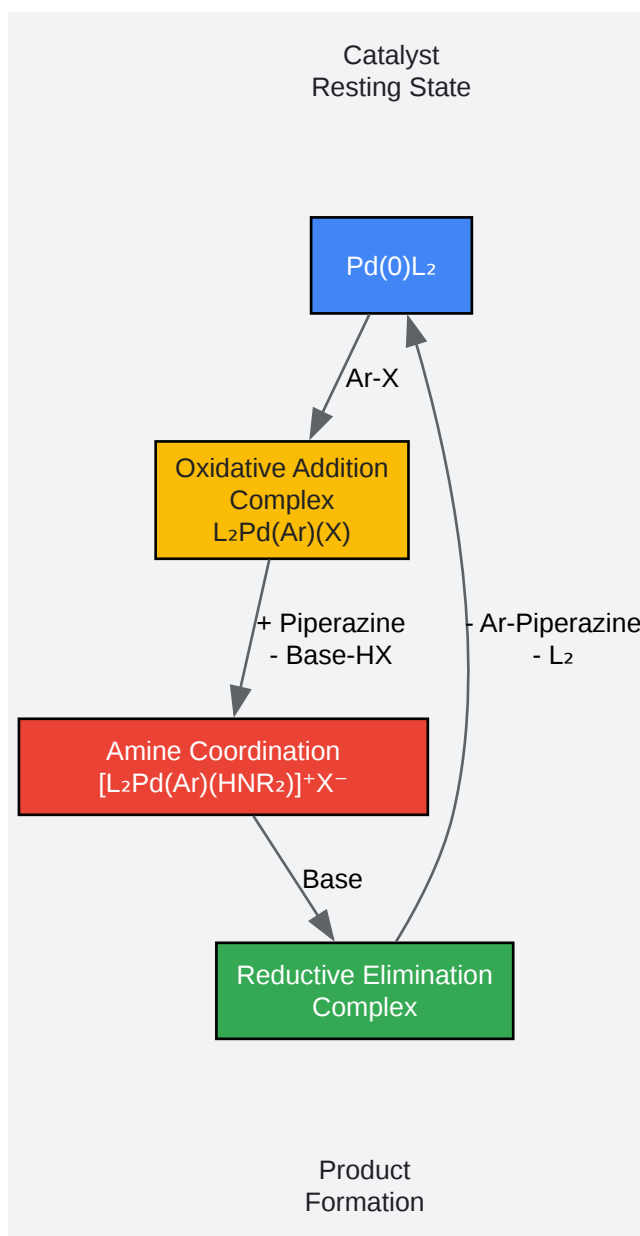 Catalyst
Resting State
Pd(0)L₂
Ar-X
Oxidative Addition
Complex
L₂Pd(Ar)(X)
+ Piperazine
- Base-HX
- Ar-Piperazine
- L₂
Amine Coordination
[L₂Pd(Ar)(HNR₂)]⁺X⁻
Base
Reductive Elimination
Complex
Product
Formation